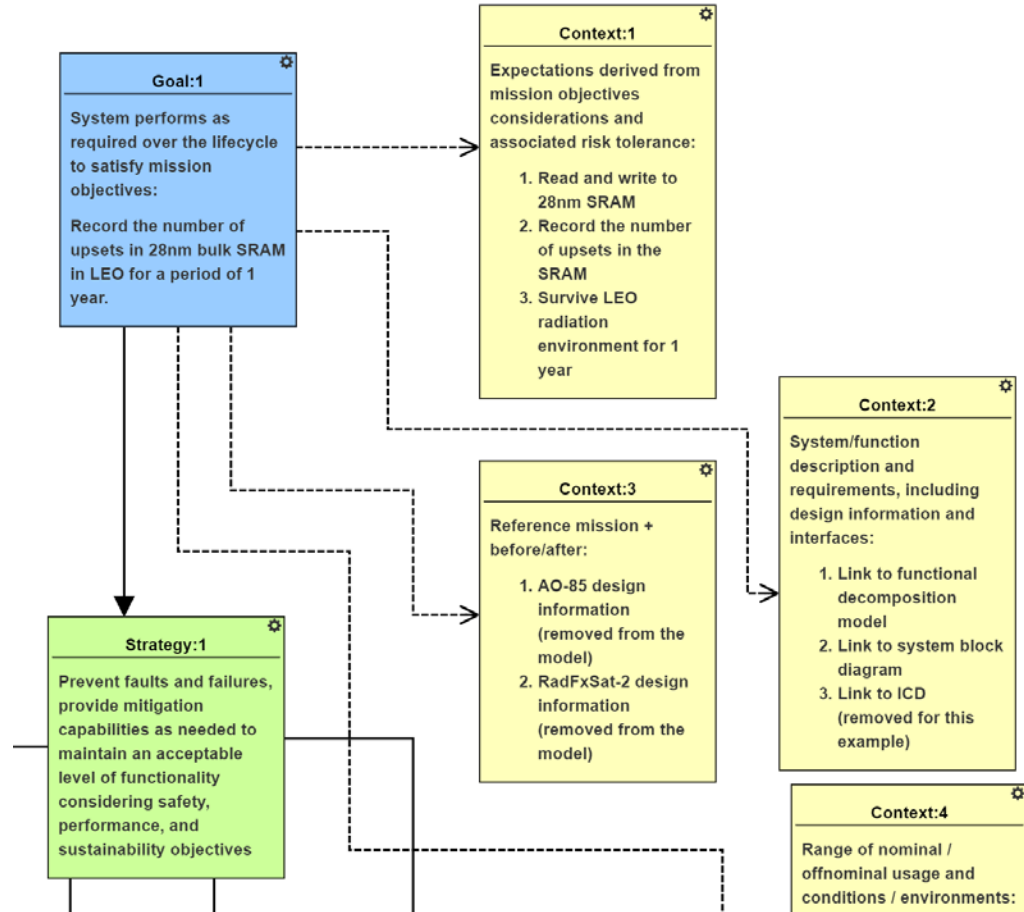 Goal:1
System performs as
required over the lifecycle
to satisfy mission
objectives:
Record the number of
upsets in 28nm bulk SRAM
in LEO for a period of 1
year.
Context:1
Expectations derived from
mission objectives
considerations and
associated risk tolerance:
1. Read and write to
28nm SRAM
2. Record the number
of upsets in the
SRAM
3. Survive LEO
radiation
environment for 1
year
Context:2
System/function
description and
requirements, including
design information and
interfaces:
1. Link to functional
decomposition
model
2. Link to system block
diagram
3. Link to ICD
(removed for this
example)
Context:3
Reference mission +
before/after:
1. AO-85 design
information
(removed from the
model)
2. RadFxSat-2 design
information
(removed from the
model)
Strategy:1
Prevent faults and failures,
provide mitigation
capabilities as needed to
maintain an acceptable
level of functionality
considering safety,
performance, and
sustainability objectives
Context:4
Range of nominal /
offnominal usage and
conditions / environments: